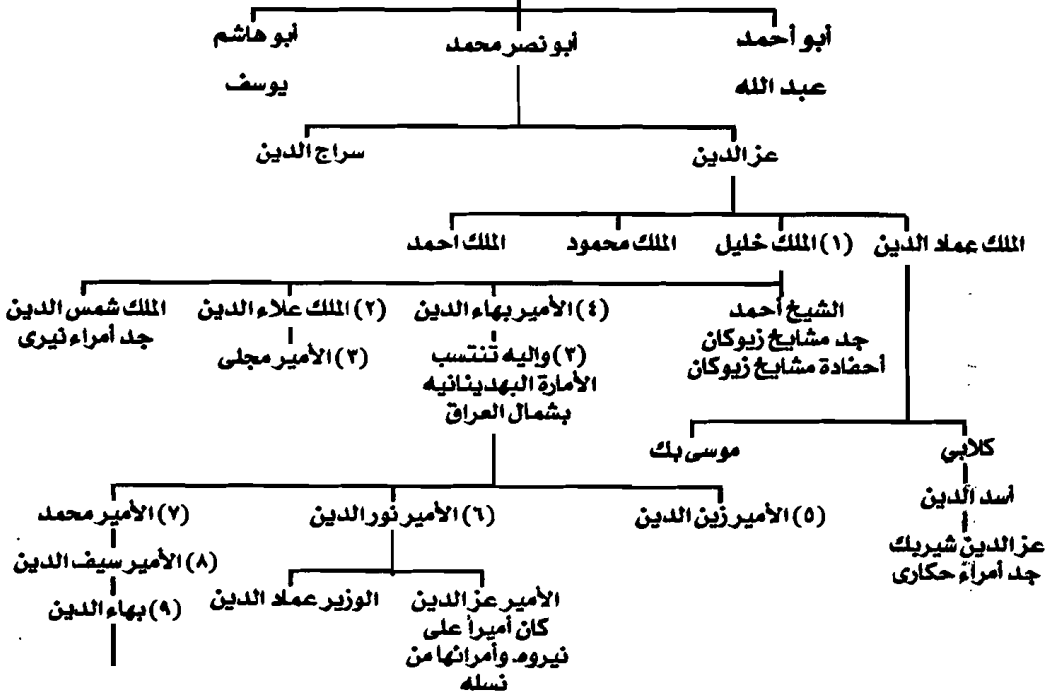 أبو أحمد
عبد الله
أبو نصر محمد
أبو هاشم
يوسف
عز الدين
سراج الدين
الملك عماد الدين
(١) الملك خليل
الملك محمود
الملك احمد
الشيخ أحمد
جد مشايخ زيوكان
أحفادة مشايخ زيوكان
(٤) الأمير بهاء الدين
(٣) وإليه تنتسب
الأمارة البهدينانيه
بشمال العراق
(٢) الملك علاء الدين
(٣) الأمير مجلى
الملك شمس الدين
جد أمراء نيرى
كلابي
أسد الدين
عز الدين شيربك
جد أمراء حكارى
موسى بك
(٥) الأمير زين الدين
(٦) الأمير نور الدين
(٧) الأمير محمد
(٨) الأمير سيف الدين
(٩) بهاء الدين
الأمير عز الدين
كان أميراً على
نيروه. وأمرائها من
نسله
الوزير عماد الدين